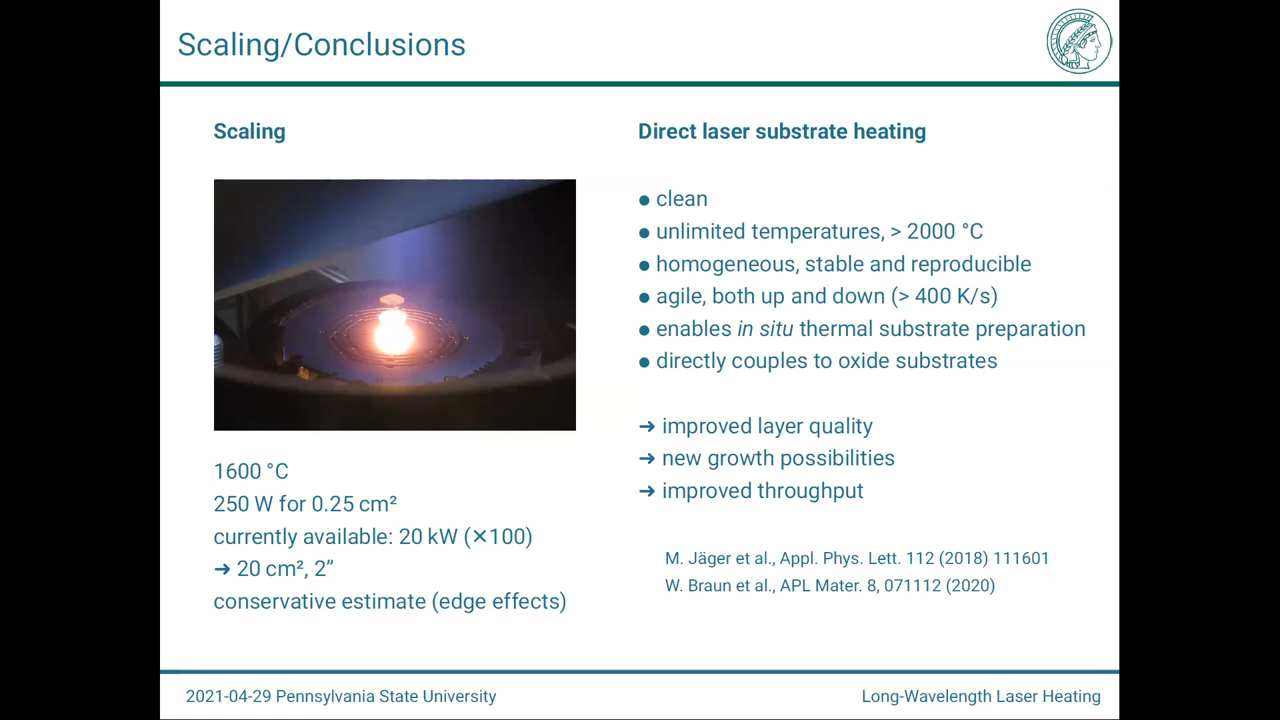 Scaling/Conclusions
Scaling
1600 °C
250 W for 0.25 cm²
currently available: 20 kW (✕100)
➜ 20 cm², 2”
conservative estimate (edge effects)
Direct laser substrate heating
● clean
● unlimited temperatures, > 2000 °C
● homogeneous, stable and reproducible
● agile, both up and down (> 400 K/s)
● enables in situ thermal substrate preparation
● directly couples to oxide substrates
➜ improved layer quality
➜ new growth possibilities
➜ improved throughput
M. Jäger et al., Appl. Phys. Lett. 112 (2018) 111601
W. Braun et al., APL Mater. 8, 071112 (2020)
2021-04-29 Pennsylvania State University
Long-Wavelength Laser Heating